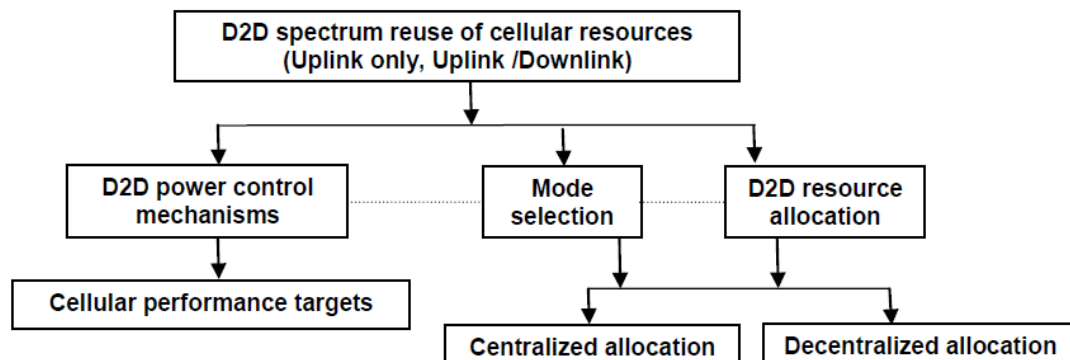 D2D spectrum reuse of cellular resources
(Uplink only, Uplink /Downlink)
D2D power control
mechanisms
Mode
selection
D2D resource
allocation
Cellular performance targets
Centralized allocation
Decentralized allocation